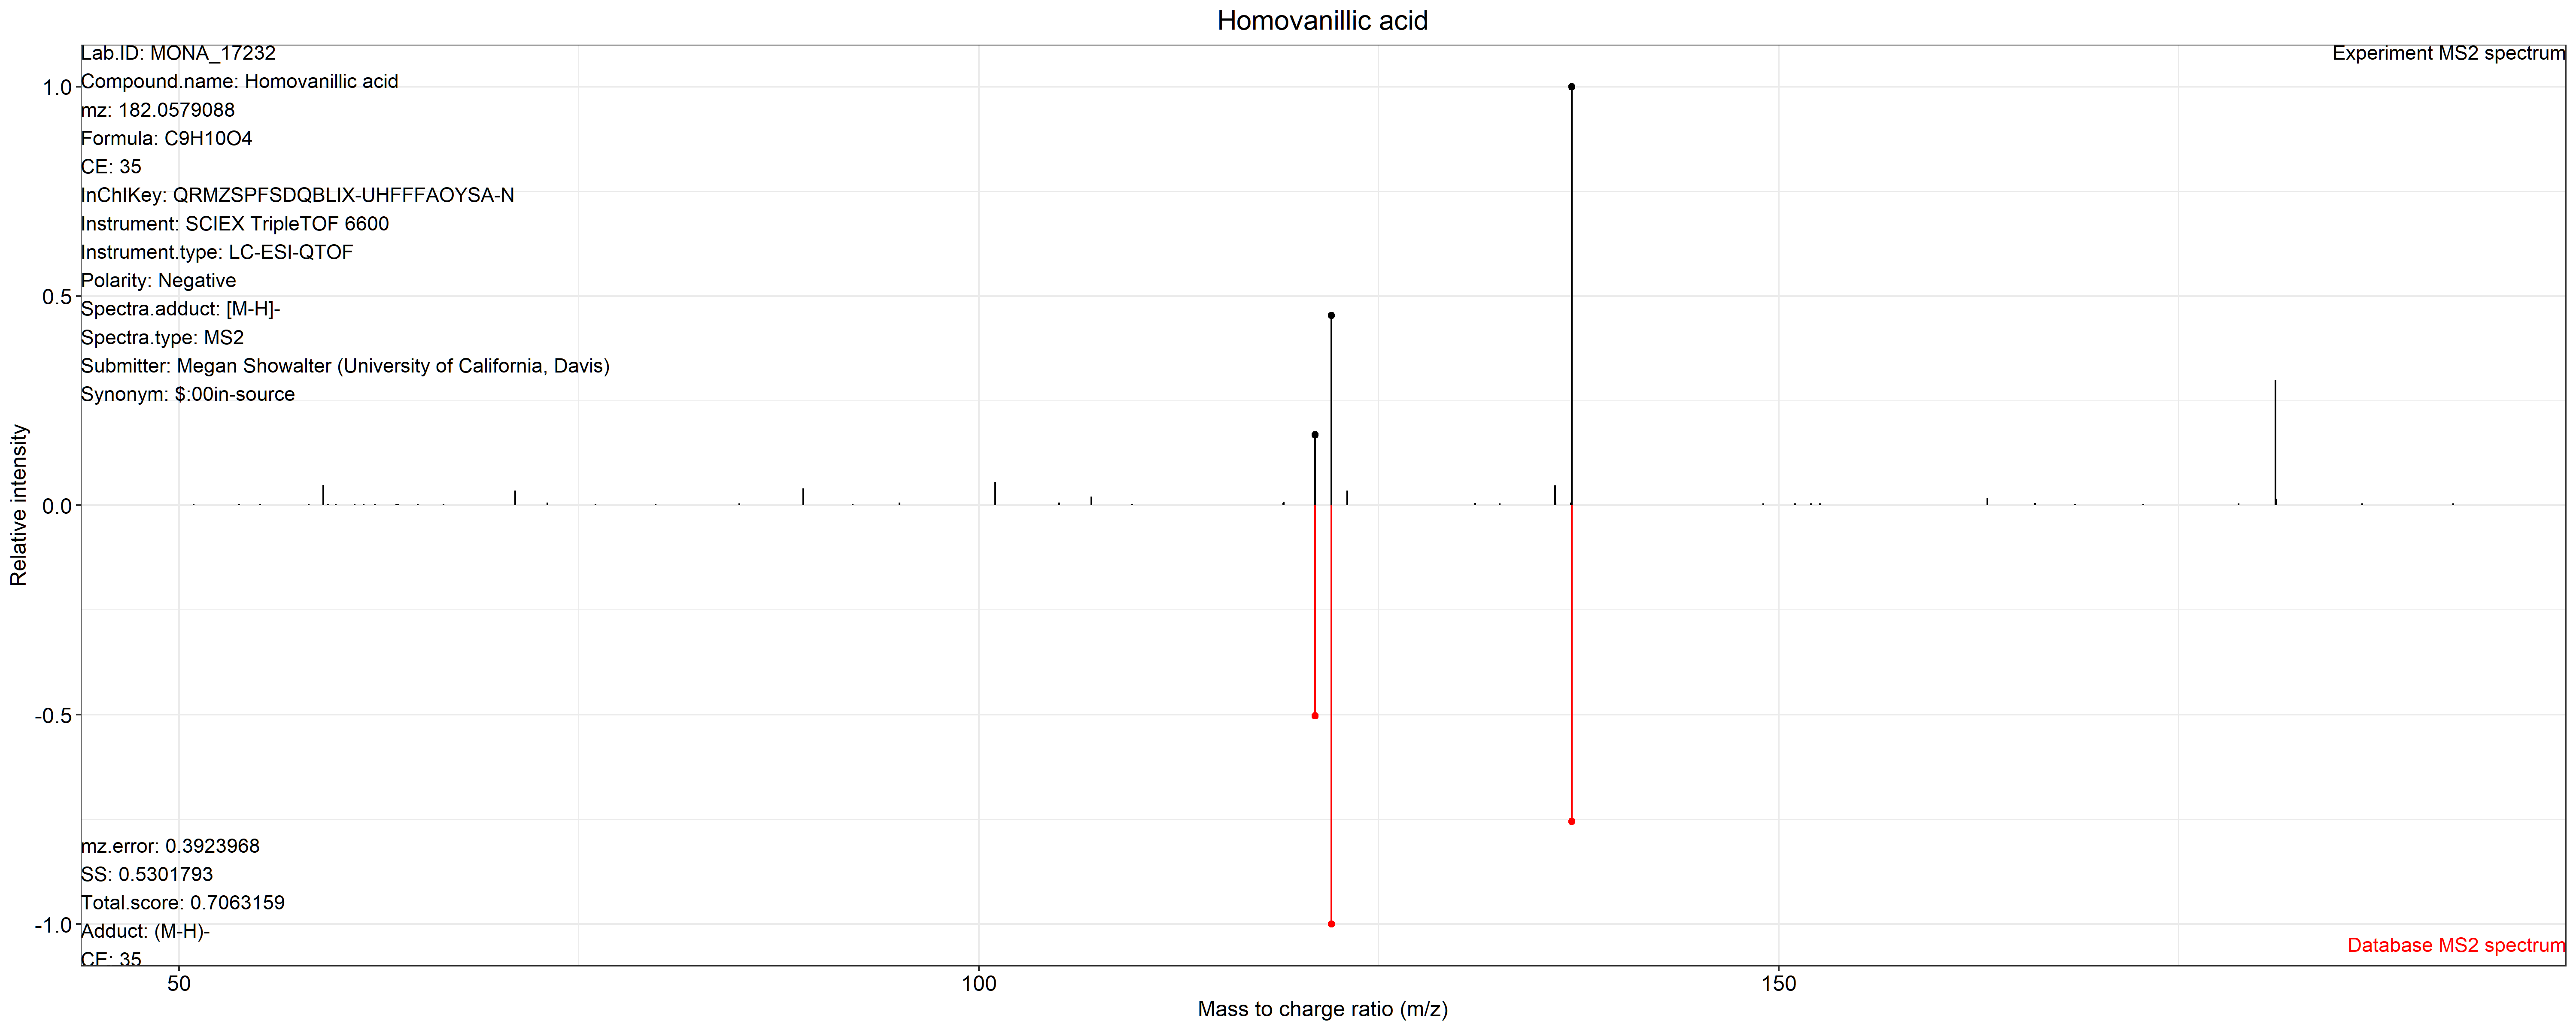 Homovanillic acid
Lab.ID: MONA_17232
Experiment MS2 spectrum
Compound.name: Homovanillic acid
mz: 182.0579088
Formula: C9H10O4
CE: 35
InChIKey: QRMZSPFSDQBLIX-UHFFFAOYSA-N
Instrument: SCIEX TripleTOF 6600
Instrument.type: LC-ESI-QTOF
Polarity: Negative
Spectra.adduct: [M-H]-
Spectra.type: MS2
Submitter: Megan Showalter (University of California, Davis)
Synonym: $:00in-source
1.0
0.5
0.0
-0.5
-1.0
Relative intensity
mz.error: 0.3923968
SS: 0.5301793
Total.score: 0.7063159
Adduct: (M-H)-
CE: 35
Database MS2 spectrum
50 100 150
Mass to charge ratio (m/z)